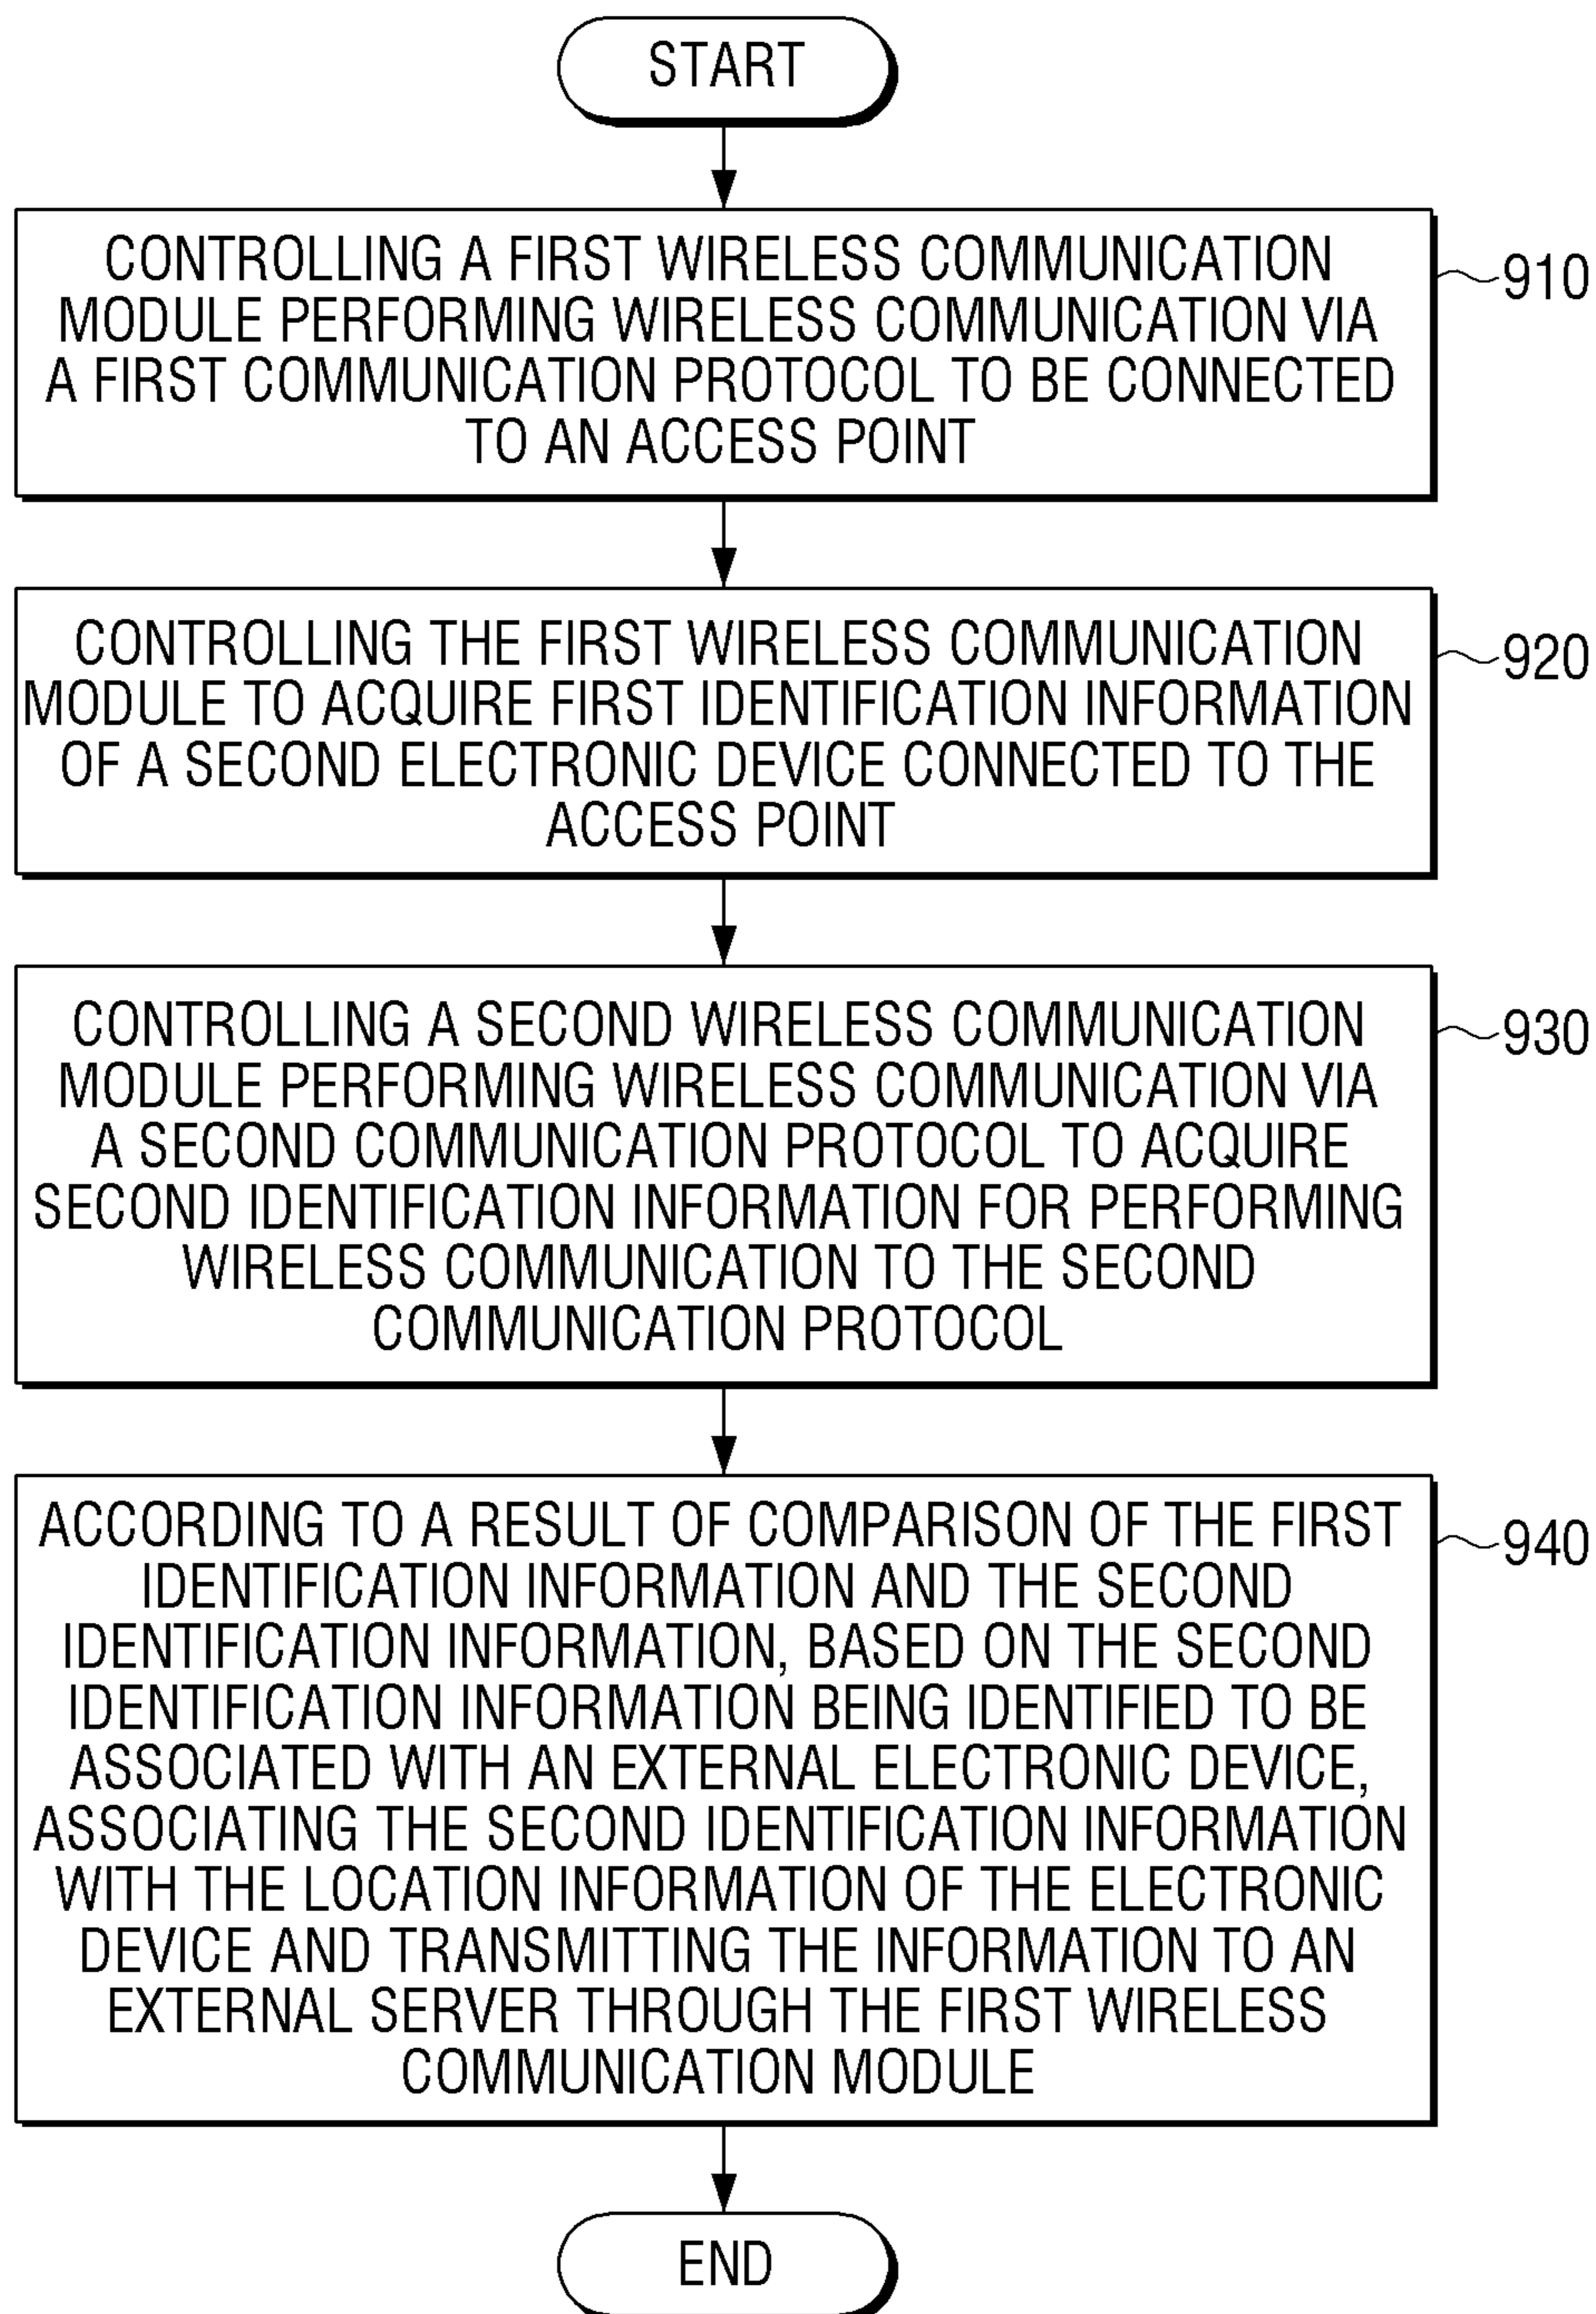 START
CONTROLLING A FIRST WIRELESS COMMUNICATION
MODULE PERFORMING WIRELESS COMMUNICATION VIA
A FIRST COMMUNICATION PROTOCOL TO BE CONNECTED
TO AN ACCESS POINT
910
CONTROLLING THE FIRST WIRELESS COMMUNICATION
MODULE TO ACQUIRE FIRST IDENTIFICATION INFORMATION
OF A SECOND ELECTRONIC DEVICE CONNECTED TO THE
ACCESS POINT
920
CONTROLLING A SECOND WIRELESS COMMUNICATION
MODULE PERFORMING WIRELESS COMMUNICATION VIA
A SECOND COMMUNICATION PROTOCOL TO ACQUIRE
SECOND IDENTIFICATION INFORMATION FOR PERFORMING
WIRELESS COMMUNICATION TO THE SECOND
COMMUNICATION PROTOCOL
930
ACCORDING TO A RESULT OF COMPARISON OF THE FIRST
IDENTIFICATION INFORMATION AND THE SECOND
IDENTIFICATION INFORMATION, BASED ON THE SECOND
IDENTIFICATION INFORMATION BEING IDENTIFIED TO BE
ASSOCIATED WITH AN EXTERNAL ELECTRONIC DEVICE,
ASSOCIATING THE SECOND IDENTIFICATION INFORMATION
WITH THE LOCATION INFORMATION OF THE ELECTRONIC
DEVICE AND TRANSMITTING THE INFORMATION TO AN
EXTERNAL SERVER THROUGH THE FIRST WIRELESS
COMMUNICATION MODULE
940
END